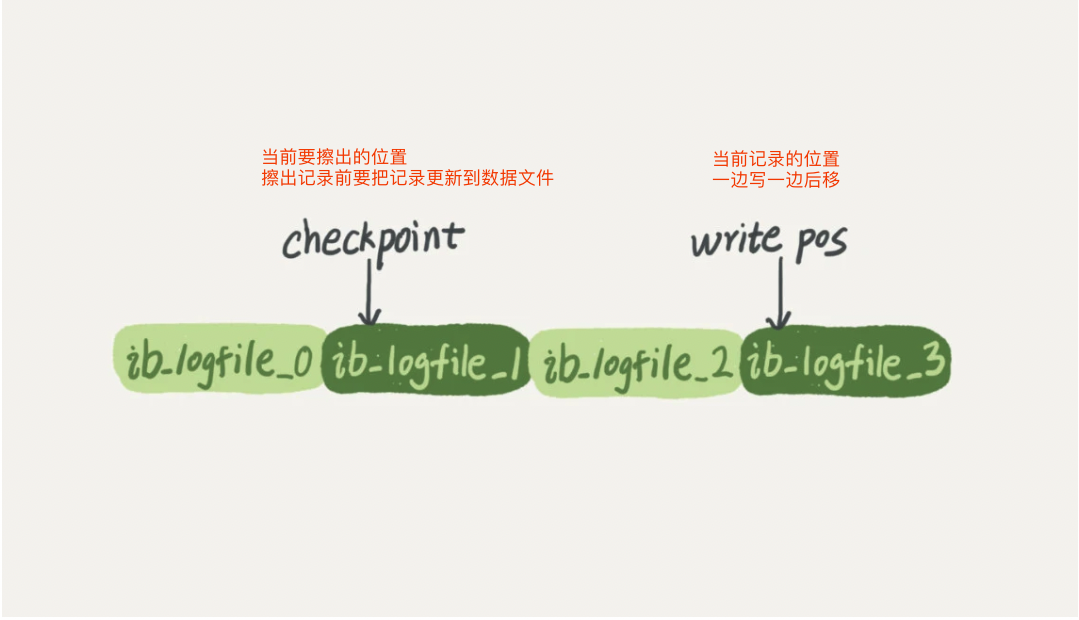 当前要擦出的位置
擦出记录前要把记录更新到数据文件
当前记录的位置
一边写一边后移
checkpoint
write pos
ib_logfile_0
ib_logfile_1
ib_logfile_2
ib_logfile_3